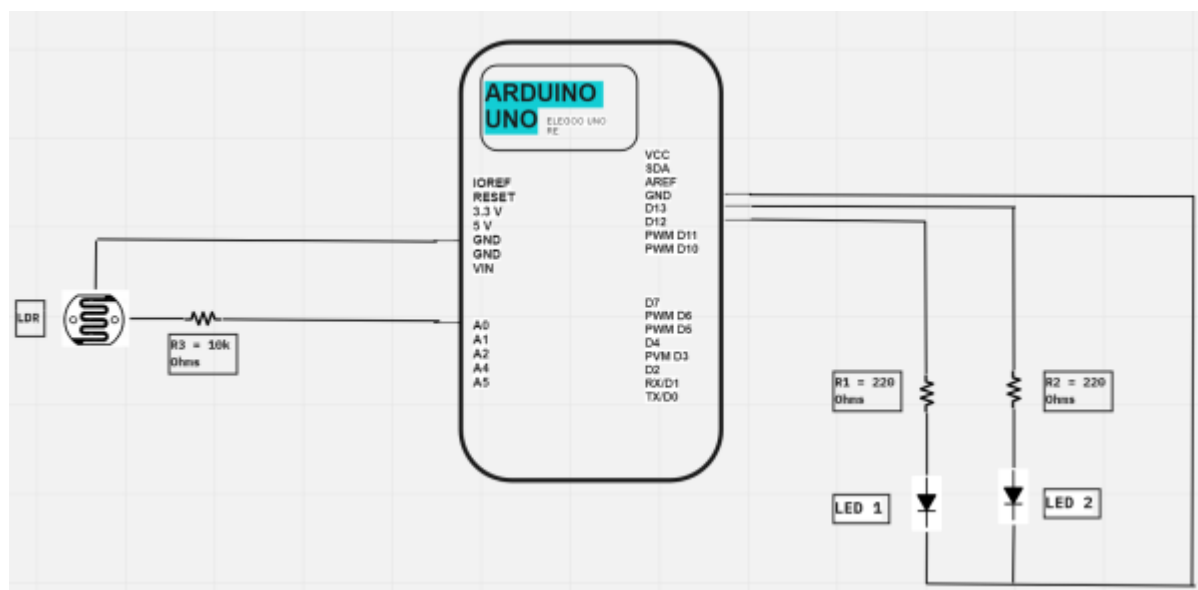 ARDUINO
UNO
ELEGOO UNO
RE
VCC
SDA
AREF
GND
D13
D12
PWM D11
PWM D10
IOREF
RESET
3.3 V
5 V
GND
GND
VIN
LDR
R3 = 10k
Ohms
A0
A1
A2
A4
A5
D7
PWM D6
PWM D5
D4
PVM D3
D2
RX/D1
TX/D0
R1 = 220
Ohms
R2 = 220
Ohms
LED 1
LED 2